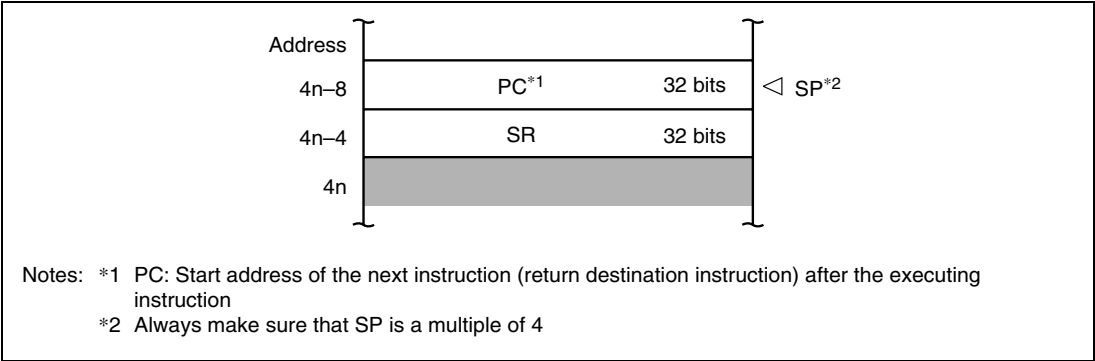 Address
4n–8 PC*1 32 bits SP*2
4n–4 SR 32 bits
4n
Notes: *1 PC: Start address of the next instruction (return destination instruction) after the executing
instruction
*2 Always make sure that SP is a multiple of 4